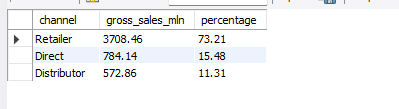 channel gross_sales_mln percentage
Retailer 3708.46 73.21
Direct 784.14 15.48
Distributor 572.86 11.31